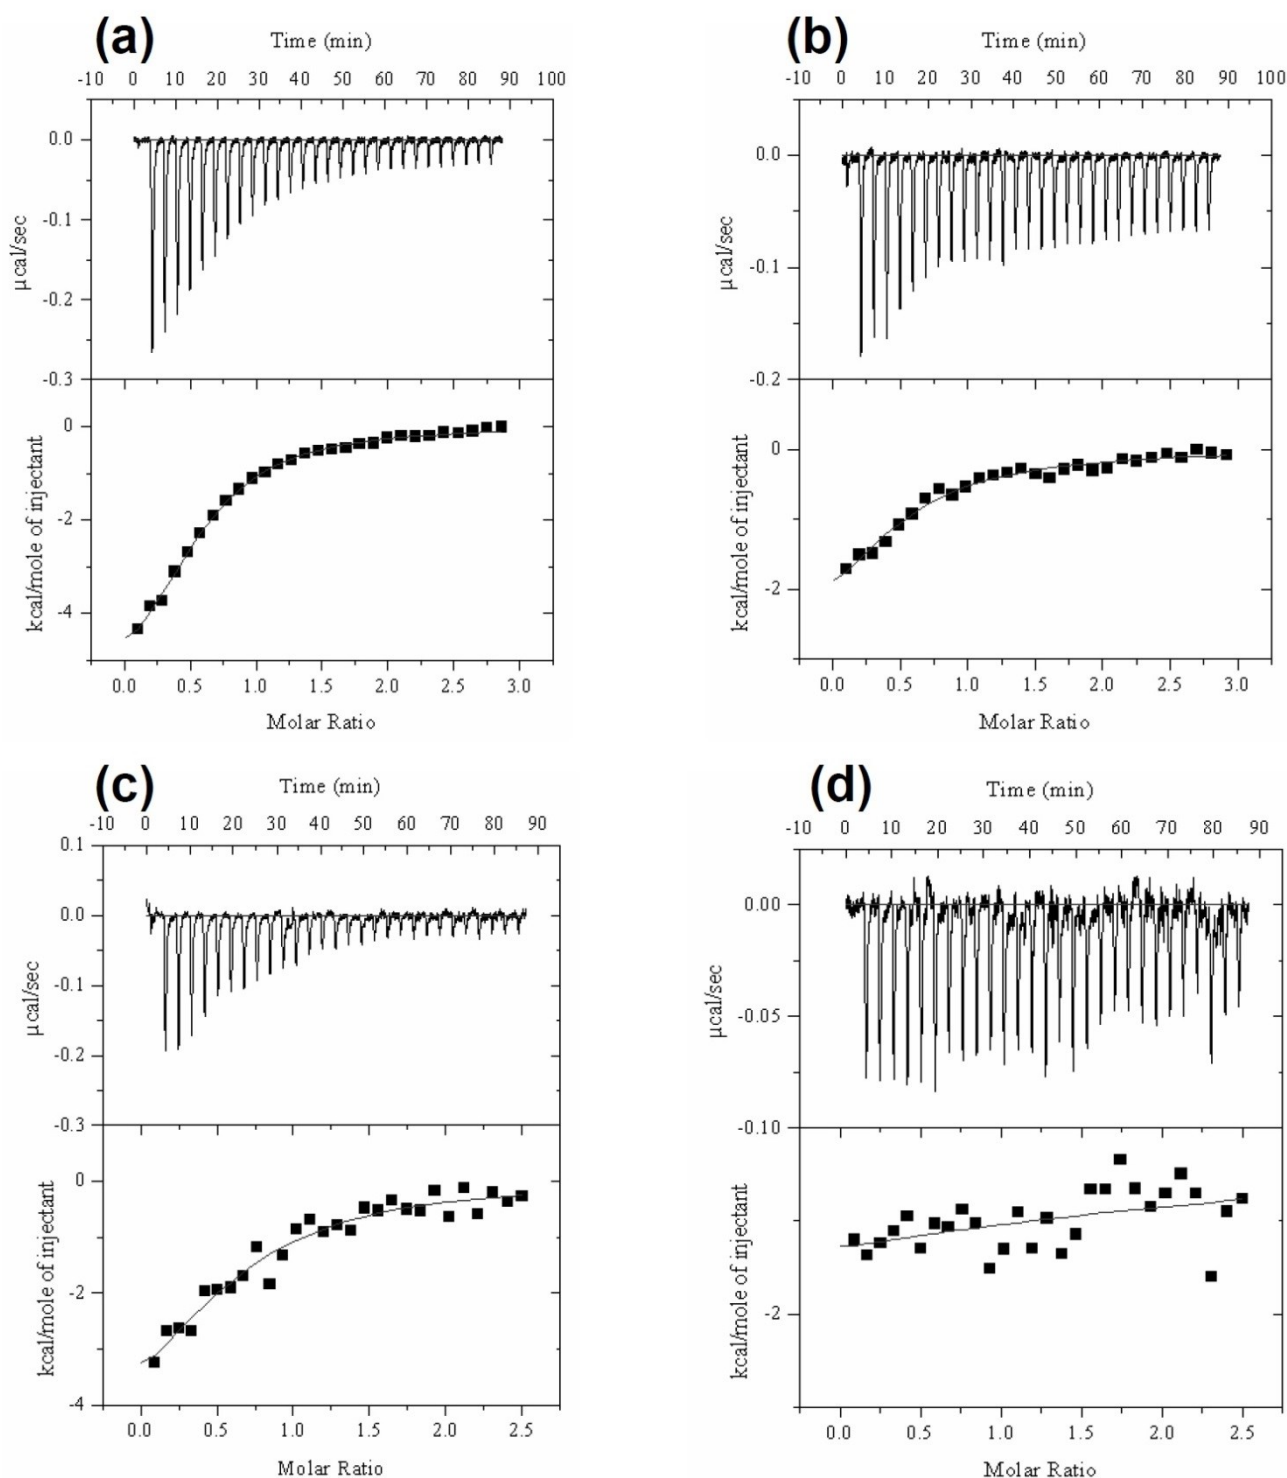 (a)
Time (min)
-10 0 10 20 30 40 50 60 70 80 90 100
0.0
-0.1
-0.2
-0.3
μcal/sec
0
-2
-4
kcal/mole of injectant
0.0 0.5 1.0 1.5 2.0 2.5 3.0
Molar Ratio
(b)
Time (min)
-10 0 10 20 30 40 50 60 70 80 90 100
0.0
-0.1
-0.2
μcal/sec
0
-2
kcal/mole of injectant
0.0 0.5 1.0 1.5 2.0 2.5 3.0
Molar Ratio
(c)
Time (min)
-10 0 10 20 30 40 50 60 70 80 90
0.1
0.0
-0.1
-0.2
-0.3
μcal/sec
0
-2
-4
kcal/mole of injectant
0.0 0.5 1.0 1.5 2.0 2.5
Molar Ratio
(d)
Time (min)
-10 0 10 20 30 40 50 60 70 80 90
0.00
-0.05
-0.10
μcal/sec
-2
kcal/mole of injectant
0.0 0.5 1.0 1.5 2.0 2.5
Molar Ratio